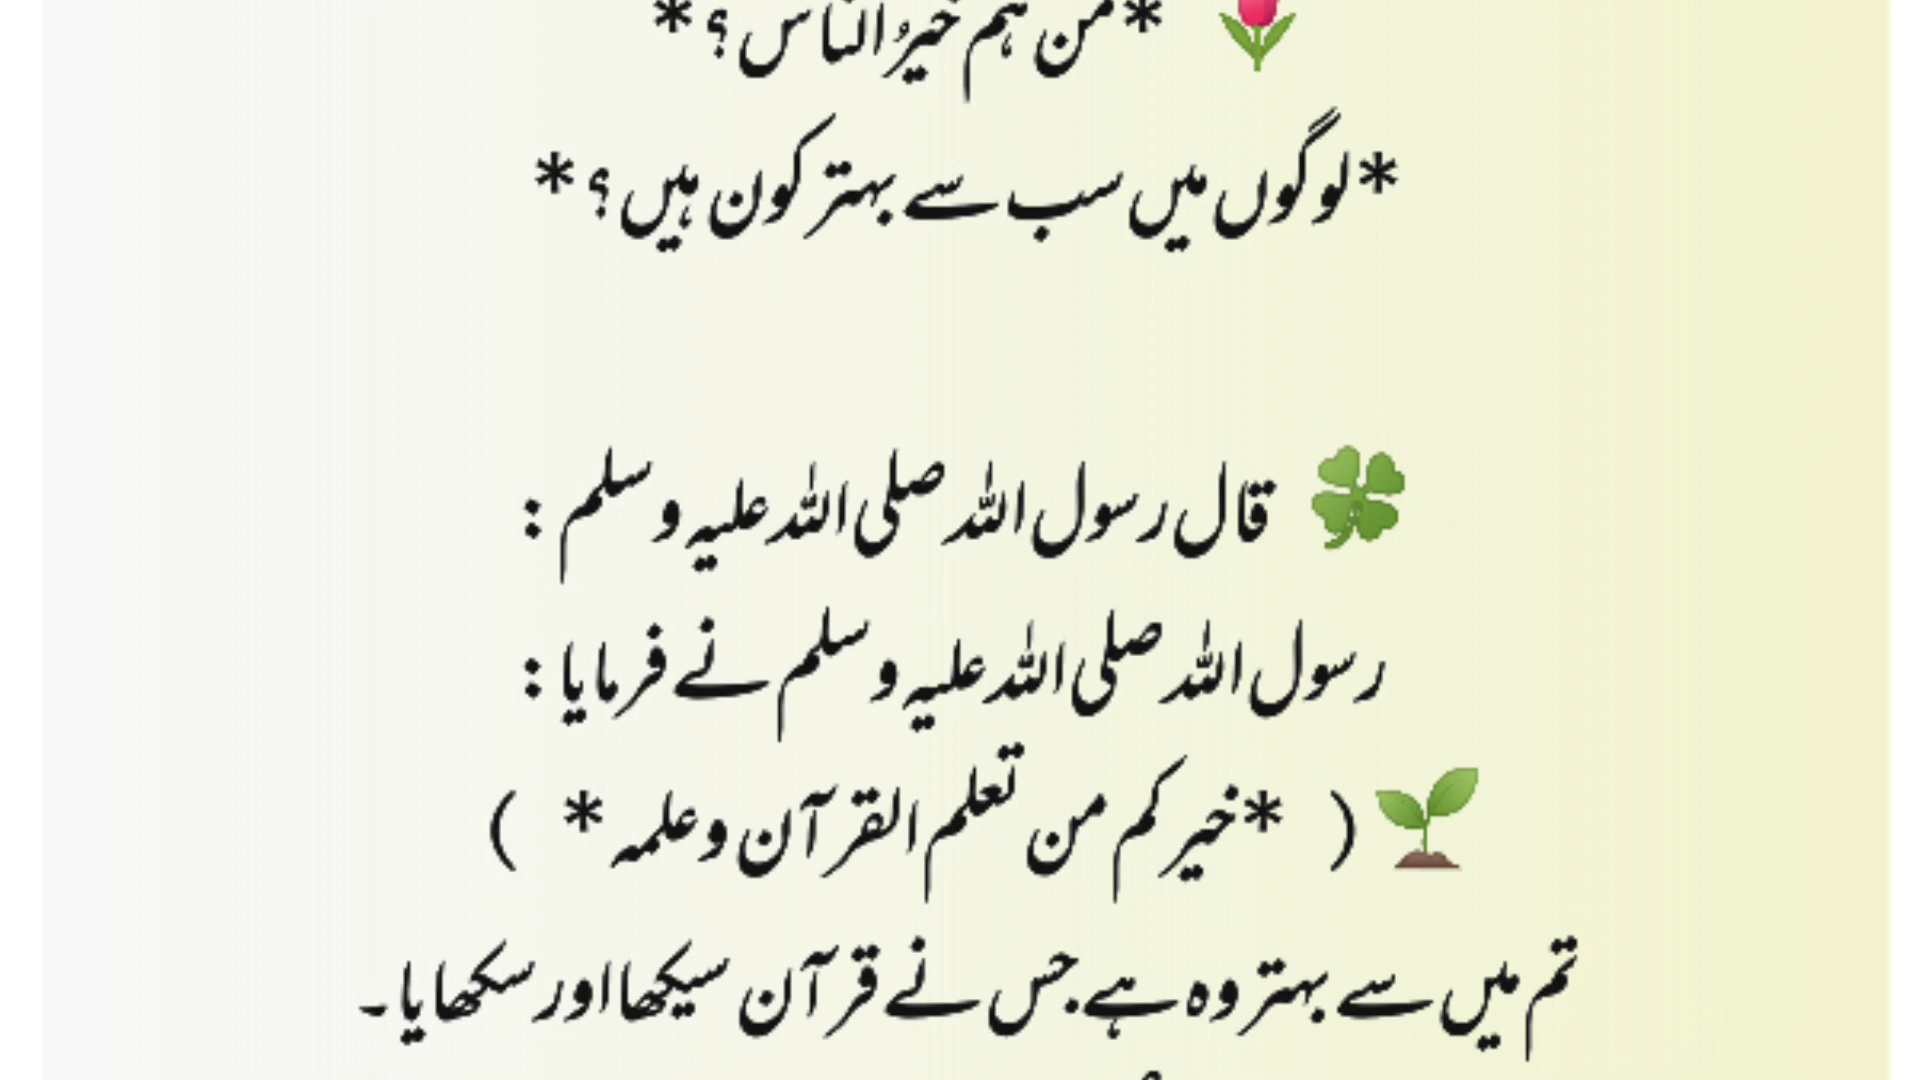 🌷 *من ہم خیرُ الناس؟*
*لوگوں میں سب سے بہتر کون ہیں؟*
🍀 قال رسول اللہ صلی اللہ علیہ وسلم :
رسول اللہ صلی اللہ علیہ وسلم نے فرمایا :
🌱( *خیر کم من تعلم القرآن وعلمہ* )
تم میں سے بہتر وہ ہے.جس نے قرآن سیکھا اور سکھایا۔